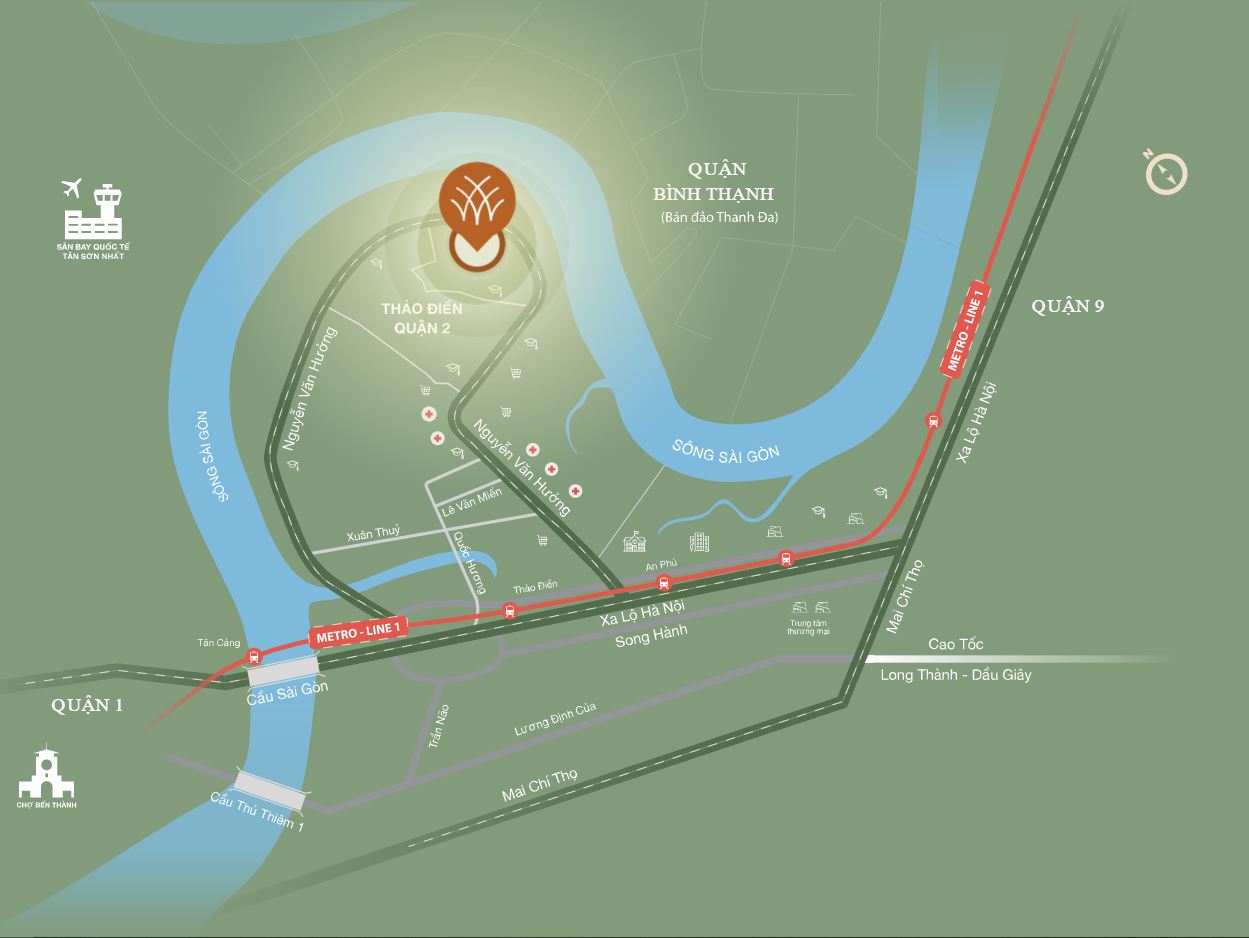 QUẬN
BÌNH THẠNH
(Bán đảo Thanh Đa)
N
SÂN BAY QUỐC TẾ
TÂN SƠN NHẤT
THẢO ĐIỀN
QUẬN 2
QUẬN 9
METRO - LINE 1
Nguyễn Văn Hưởng
Xa Lộ Hà Nội
SÔNG SÀI GÒN
Nguyễn Văn Hưởng
SÔNG SÀI GÒN
Lê Văn Miến
Xuân Thuỷ
Quốc Hương
An Phú
Thảo Điền
Mai Chí Thọ
Xa Lộ Hà Nội
Song Hành
Trung tâm
thương mại
METRO - LINE 1
Tân Cảng
Cao Tốc
Long Thành - Dầu Giây
Cầu Sài Gòn
QUẬN 1
Trần Não
Lương Định Của
Mai Chí Thọ
CHỢ BẾN THÀNH
Cầu Thủ Thiêm 1